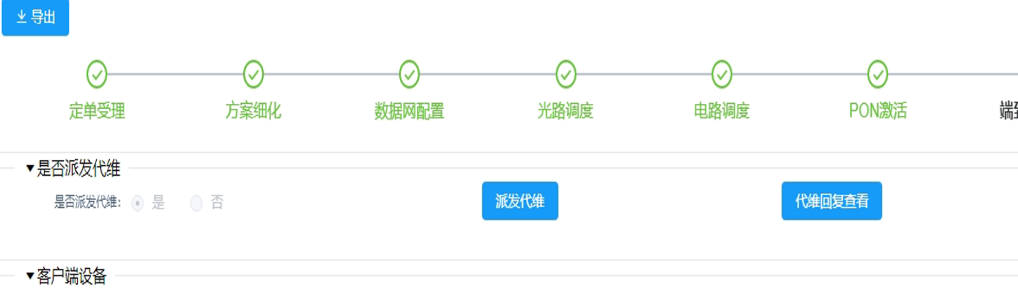 导出
定单受理 方案细化 数据网配置 光路调度 电路调度 PON激活 端
是否派发代维
是否派发代维: 是 否 派发代维 代维回复查看
客户端设备